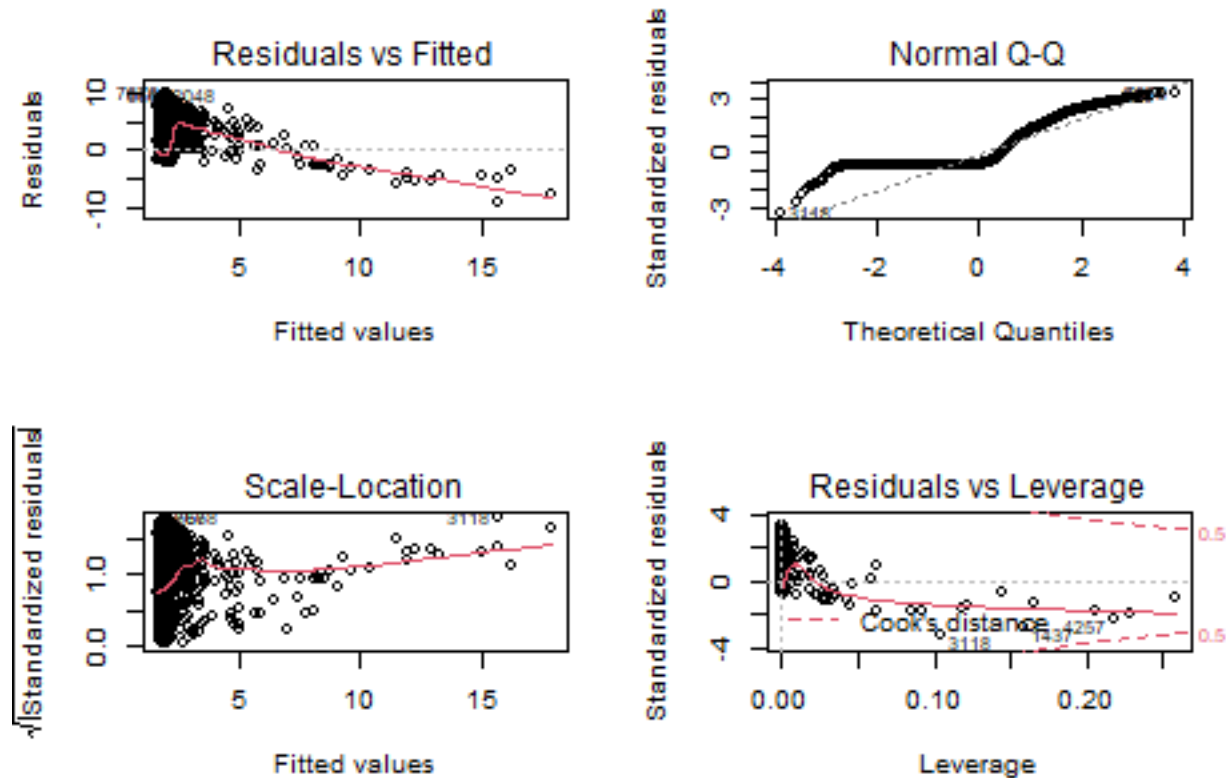 Residuals vs Fitted
Residuals
10
0
-10
5
10
15
Fitted values
Normal Q-Q
Standardized residuals
3
0
-3
3118
-4
-2
0
2
4
Theoretical Quantiles
Scale-Location
√|Standardized residuals|
1.0
0.0
3118
5
10
15
Fitted values
Residuals vs Leverage
Standardized residuals
4
0
-4
0.5
0.5
Cook's distance
4257
1437
3118
0.00
0.10
0.20
Leverage